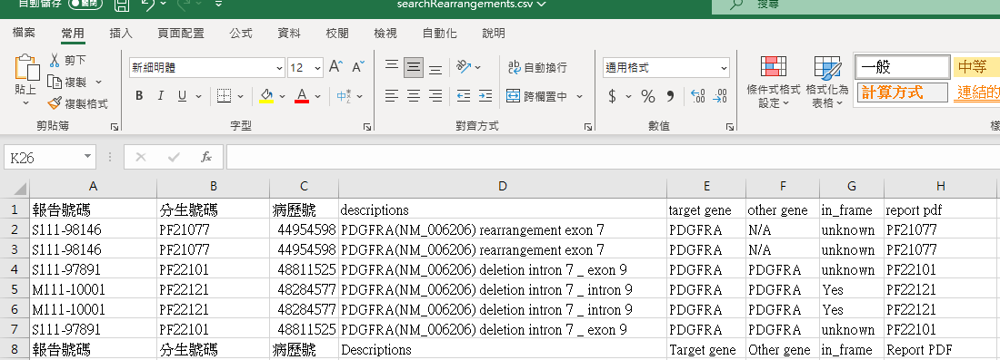 自動儲存 關閉 searchRearrangements.csv 搜尋
檔案 常用 插入 頁面配置 公式 資料 校閱 檢視 自動化 說明
貼上 剪下 複製 複製格式 剪貼簿
新細明體 12 A A B I U A 中 字型
ab 自動換行 跨欄置中 對齊方式
通用格式 $ % 9 .00 .00 數值
條件式格式設定 格式化為表格 一般 中等 計算方式 連結的
K26 fx
A B C D E F G H
1 報告號碼 分生號碼 病歷號 descriptions target gene other gene in_frame report pdf
2 S111-98146 PF21077 44954598 PDGFRA(NM_006206) rearrangement exon 7 PDGFRA N/A unknown PF21077
3 S111-98146 PF21077 44954598 PDGFRA(NM_006206) rearrangement exon 7 PDGFRA N/A unknown PF21077
4 S111-97891 PF22101 48811525 PDGFRA(NM_006206) deletion intron 7 _ exon 9 PDGFRA PDGFRA unknown PF22101
5 M111-10001 PF22121 48284577 PDGFRA(NM_006206) deletion intron 7 _ intron 9 PDGFRA PDGFRA Yes PF22121
6 M111-10001 PF22121 48284577 PDGFRA(NM_006206) deletion intron 7 _ intron 9 PDGFRA PDGFRA Yes PF22121
7 S111-97891 PF22101 48811525 PDGFRA(NM_006206) deletion intron 7 _ exon 9 PDGFRA PDGFRA unknown PF22101
8 報告號碼 分生號碼 病歷號 Descriptions Target gene Other gene in_frame Report PDF